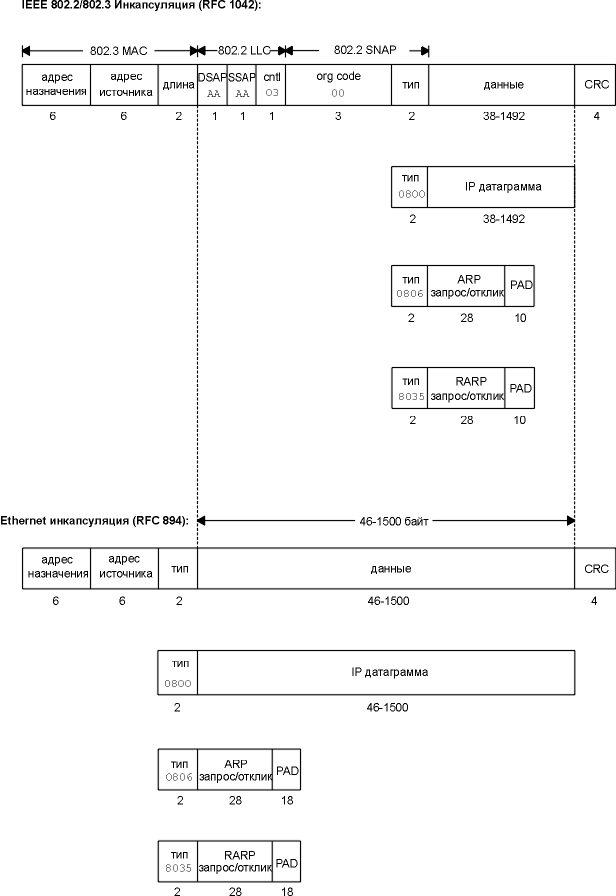 IEEE 802.2/802.3 Инкапсуляция (RFC 1042):
802.3 MAC 802.2 LLC 802.2 SNAP
адрес назначения адрес источника длина DSAP AA SSAP AA cntl 03 org code 00 тип данные CRC
6 6 2 1 1 1 3 2 38-1492 4
тип 0800 IP датаграмма
2 38-1492
тип 0806 ARP запрос/отклик PAD
2 28 10
тип 8035 RARP запрос/отклик PAD
2 28 10
Ethernet инкапсуляция (RFC 894): 46-1500 байт
адрес назначения адрес источника тип данные CRC
6 6 2 46-1500 4
тип 0800 IP датаграмма
2 46-1500
тип 0806 ARP запрос/отклик PAD
2 28 18
тип 8035 RARP запрос/отклик PAD
2 28 18